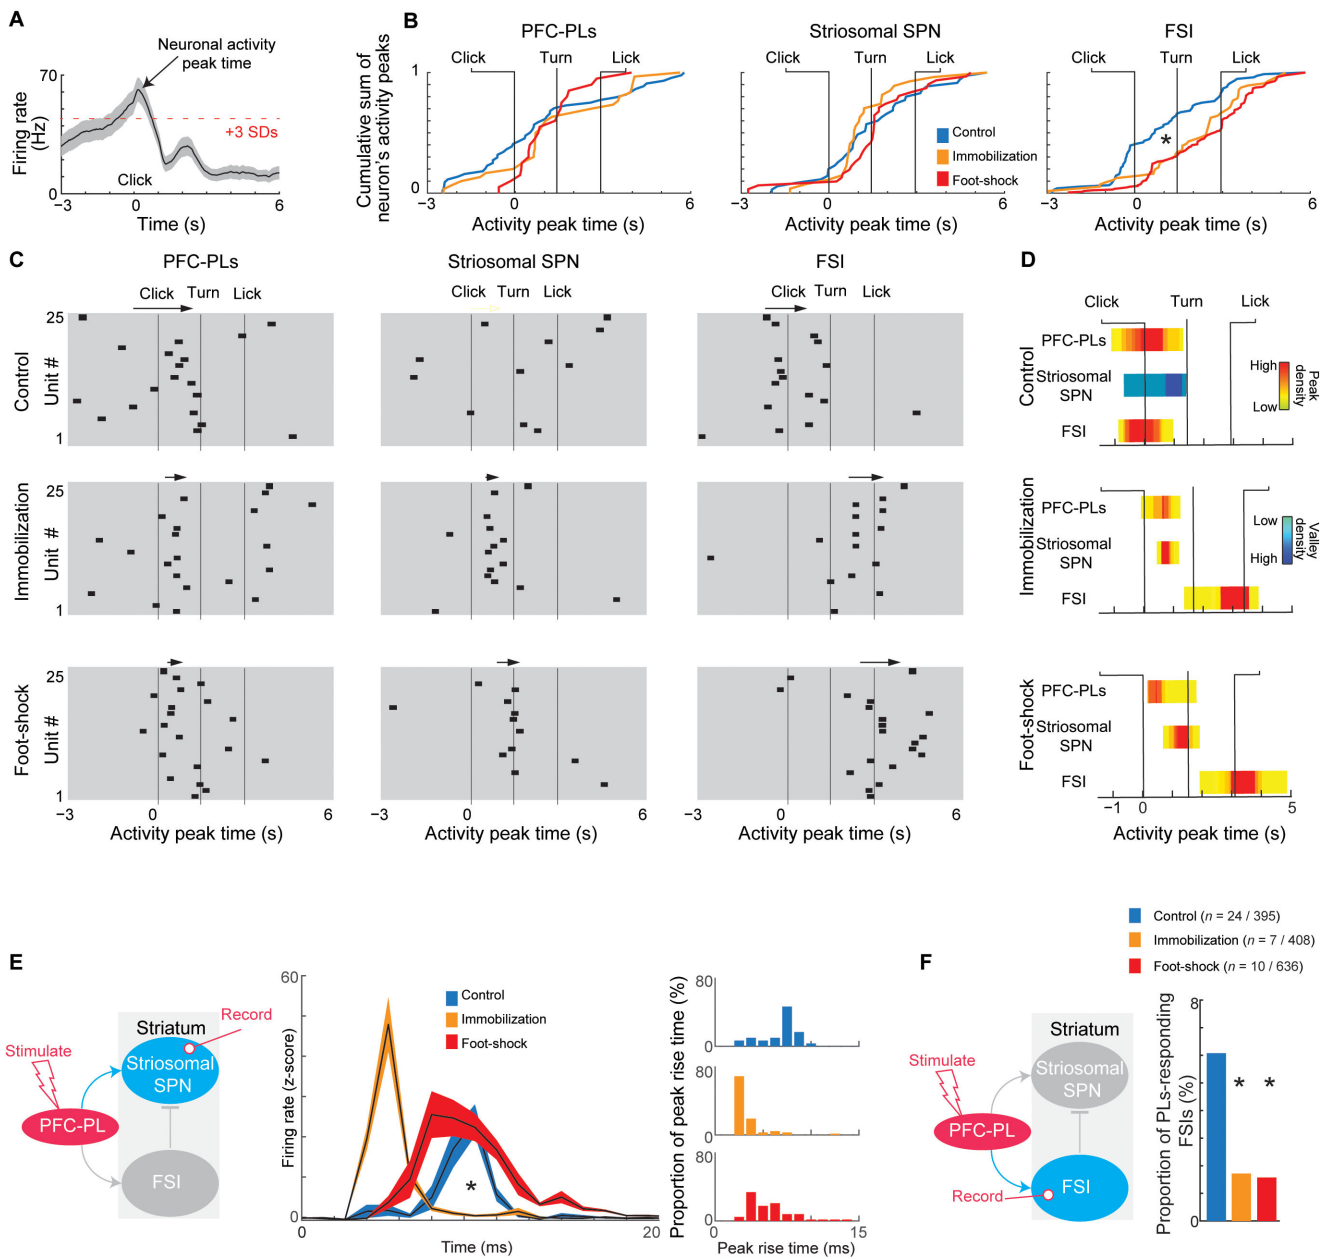 A
Neuronal activity
peak time
Firing rate
(Hz)
70
0
+3 SDs
Click
−3
0
6
Time (s)
B
PFC-PLs
Striosomal SPN
FSI
Click
Turn
Lick
Click
Turn
Lick
Click
Turn
Lick
Cumulative sum of
neuron's activity peaks
1
0
Control
Immobilization
Foot-shock
*
−3
0
6
−3
0
6
−3
0
6
Activity peak time (s)
Activity peak time (s)
Activity peak time (s)
C
PFC-PLs
Striosomal SPN
FSI
Click
Turn
Lick
Click
Turn
Lick
Click
Turn
Lick
Control
Unit #
25
1
Immobilization
Unit #
25
1
Foot-shock
Unit #
25
1
−3
0
6
−3
0
6
−3
0
6
Activity peak time (s)
Activity peak time (s)
Activity peak time (s)
D
Click
Turn
Lick
Control
PFC-PLs
Striosomal
SPN
FSI
High
Low
Peak
density
Immobilization
PFC-PLs
Striosomal
SPN
FSI
Low
High
Valley
density
Foot-shock
PFC-PLs
Striosomal
SPN
FSI
−1
0
5
Activity peak time (s)
E
Stimulate
PFC-PL
Striatum
Record
Striosomal
SPN
FSI
Firing rate (z-score)
60
0
Control
Immobilization
Foot-shock
*
20
Time (ms)
Proportion of peak rise time (%)
80
0
80
0
80
0
0
15
Peak rise time (ms)
F
Control (n = 24 / 395)
Immobilization (n = 7 / 408)
Foot-shock (n = 10 / 636)
Stimulate
PFC-PL
Striatum
Striosomal
SPN
FSI
Record
Proportion of PLs-responding
FSIs (%)
8
0
*
*